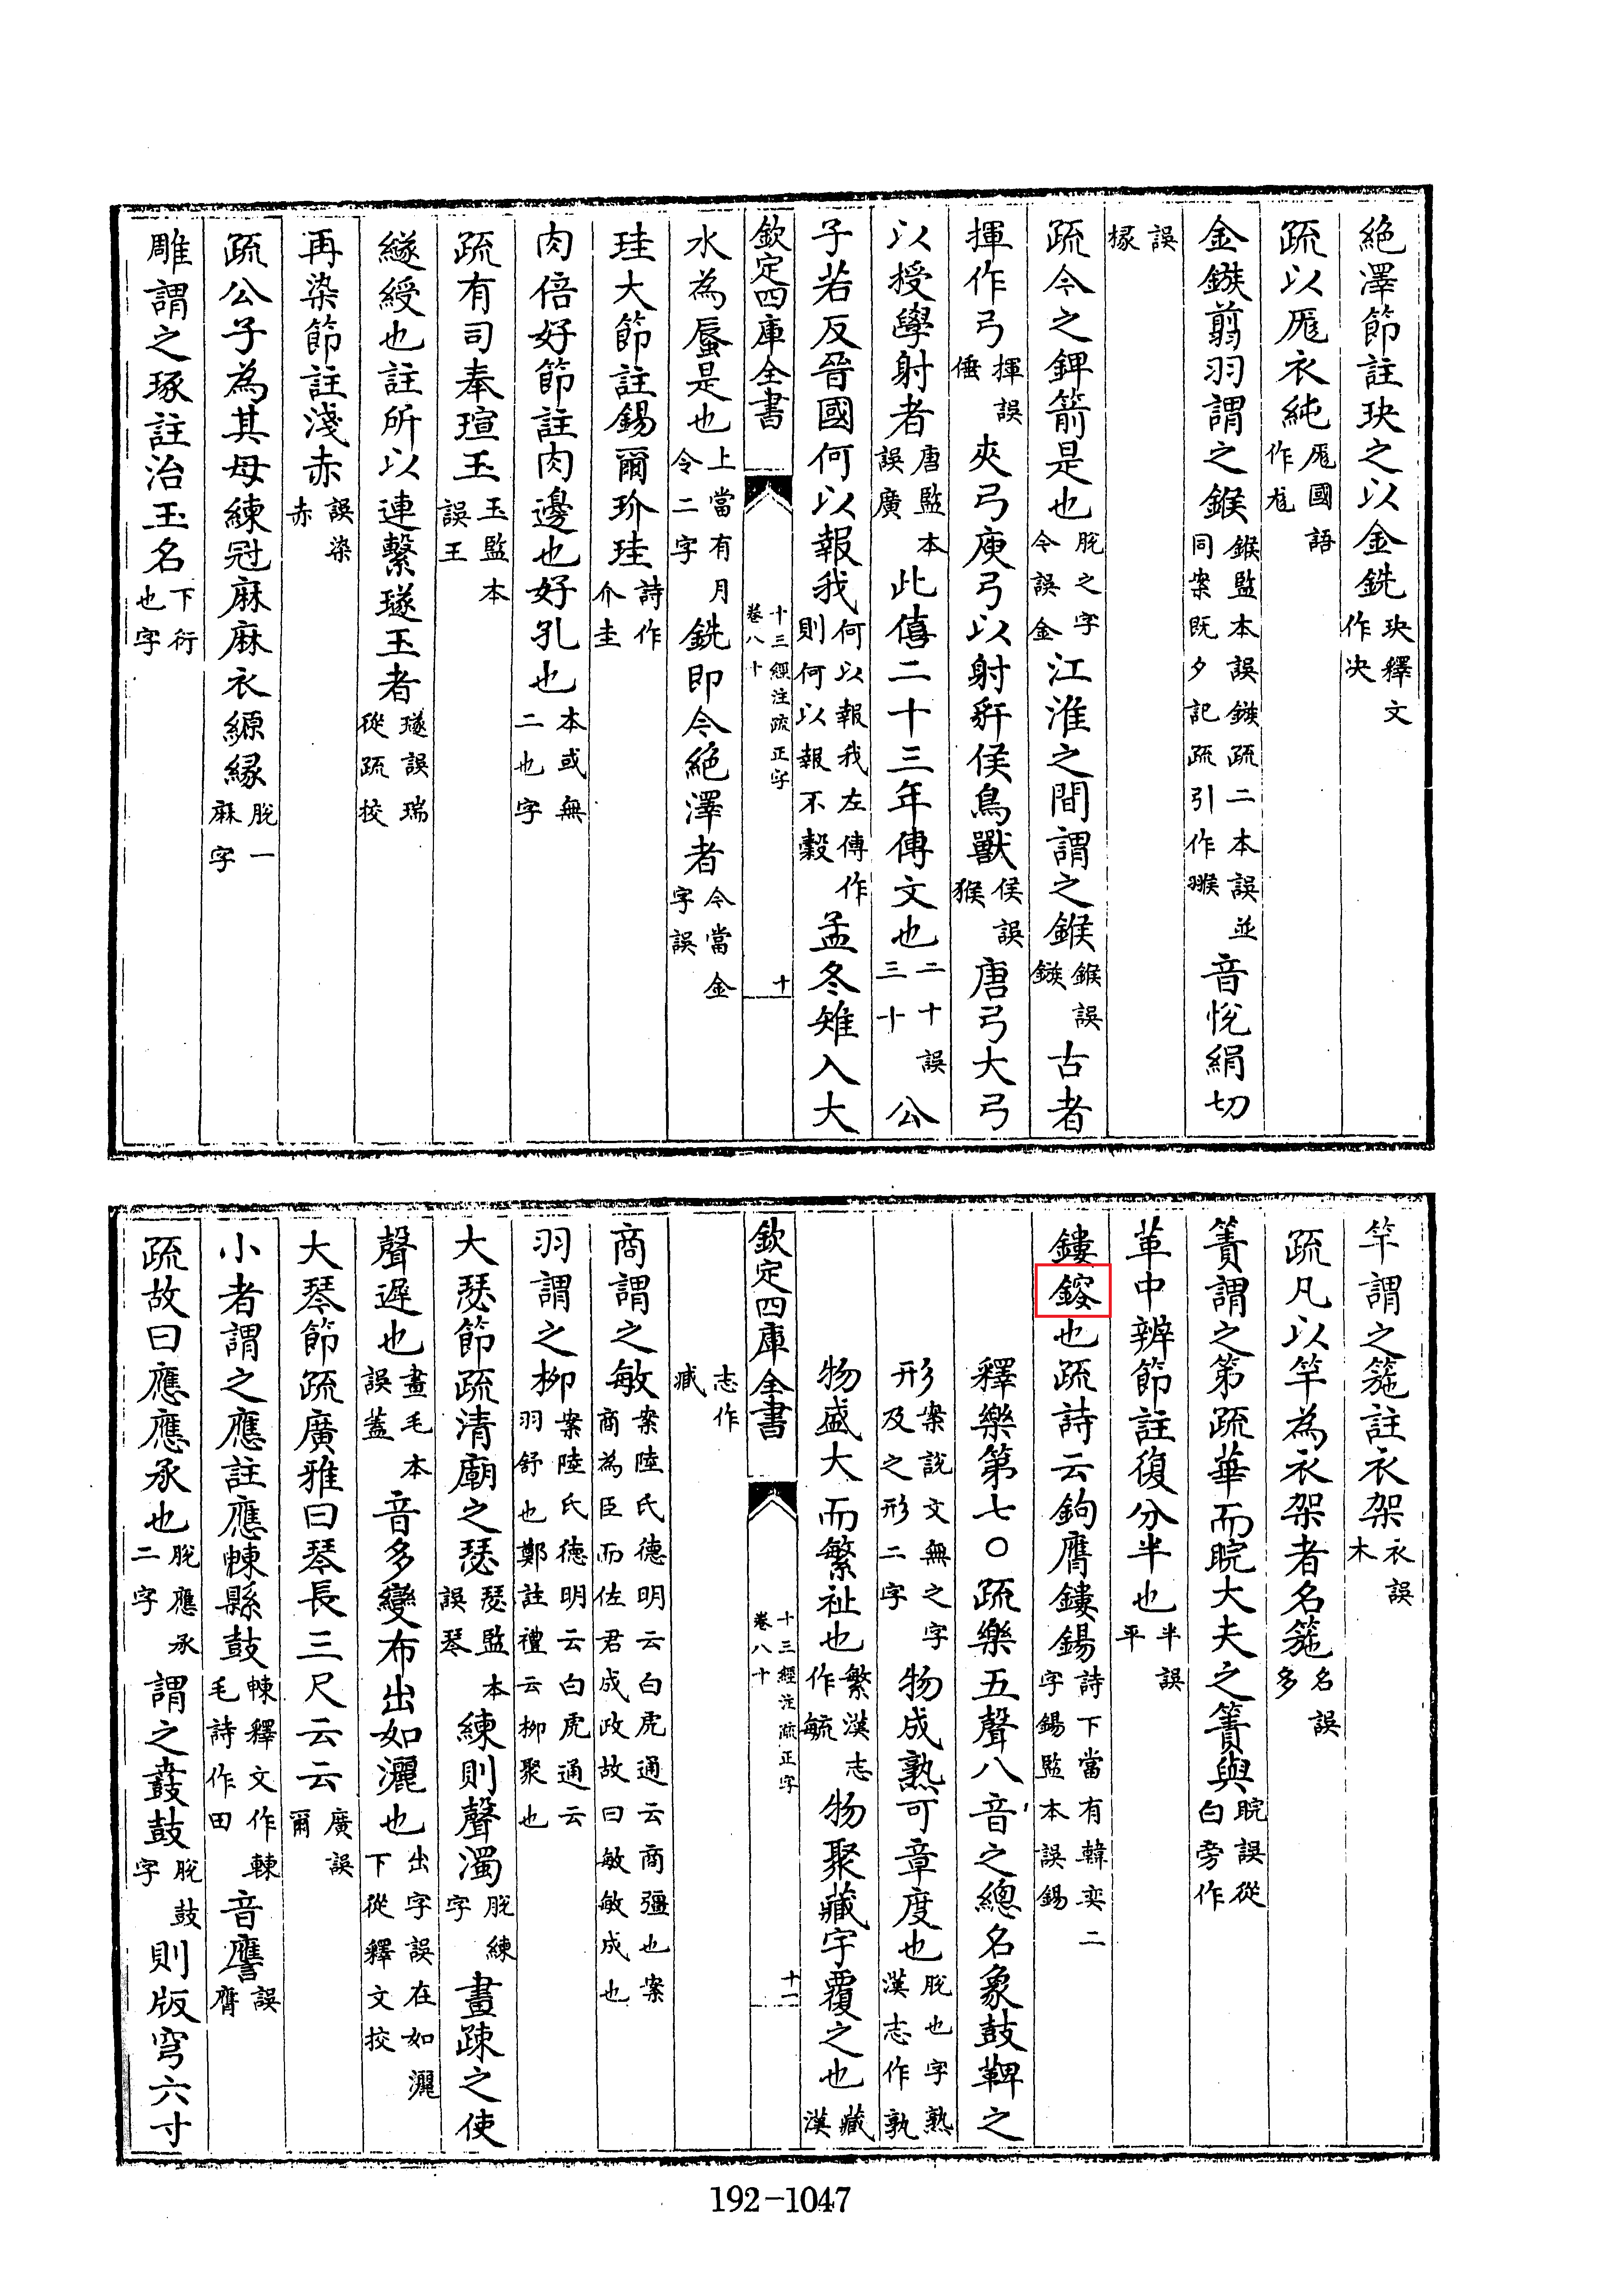 絶澤節註玦之以金銑玦釋文作决
疏以厖衣純厖國語作尨
金鏃翦羽謂之鍭鍭監本誤鏃疏二本誤並同案既夕記疏引作翭音悅絹切
誤掾
疏今之錍箭是也脫之字今誤金江淮之間謂之鍭鍭誤鏃古者
揮作弓揮誤倕夾弓庾弓以射豻侯鳥獸侯誤猴唐弓大弓
以授學射者唐監本誤廣此僖二十三年傳文也二十誤三十公
子若反晉國何以報我何以報我左傳作則何以報不穀孟冬雉入大
欽定四庫全書 十三經注疏正字卷八十 十
水為蜃是也上當有月令二字銑即今絶澤者今當金字誤
珪大節註錫爾玠珪詩作介圭
肉倍好節註肉邊也好孔也本或無二也字
疏有司奉瑄玉玉監本誤王
繸綬也註所以連繫璲玉者璲誤瑞從疏挍
再染節註淺赤誤染赤
疏公子為其母練冠麻麻衣縓緣脫一麻字
雕謂之琢註治玉名下衍也字
竿謂之箷註衣架衣誤木
疏凡以竿為衣架者名箷名誤多
簀謂之第疏華而睆大夫之簀與睆誤從白旁作
革中辨節註復分半也半誤平
鏤鎪也疏詩云鉤膺鏤鍚詩下當有韓奕二字鍚監本誤錫
釋樂第七○疏樂五聲八音之總名象鼓鞞之
形案說文無之字及之形二字物成熟可章度也脫也字熟漢志作孰
物盛大而繁祉也繁漢志作毓物聚藏宇覆之也藏漢
欽定四庫全書 十三經注疏正字卷八十 十一
志作臧
商謂之敏案陸氏德明云白虎通云商彊也案商為臣而佐君成政故曰敏敏成也
羽謂之柳案陸氏德明云白虎通云羽舒也鄭註禮云柳聚也
大瑟節疏清廟之瑟瑟監本誤琴練則聲濁脫練字畫疎之使
聲遲也畫毛本誤蓋音多變布出如灑也出字誤在如灑下從釋文挍
大琴節疏廣雅曰琴長三尺云云廣誤爾
小者謂之應註應朄縣鼓朄釋文作朄毛詩作田音譍誤膺
疏故曰應應承也脫應承二字謂之鼖鼓脫鼓字則版穹六寸
192-1047